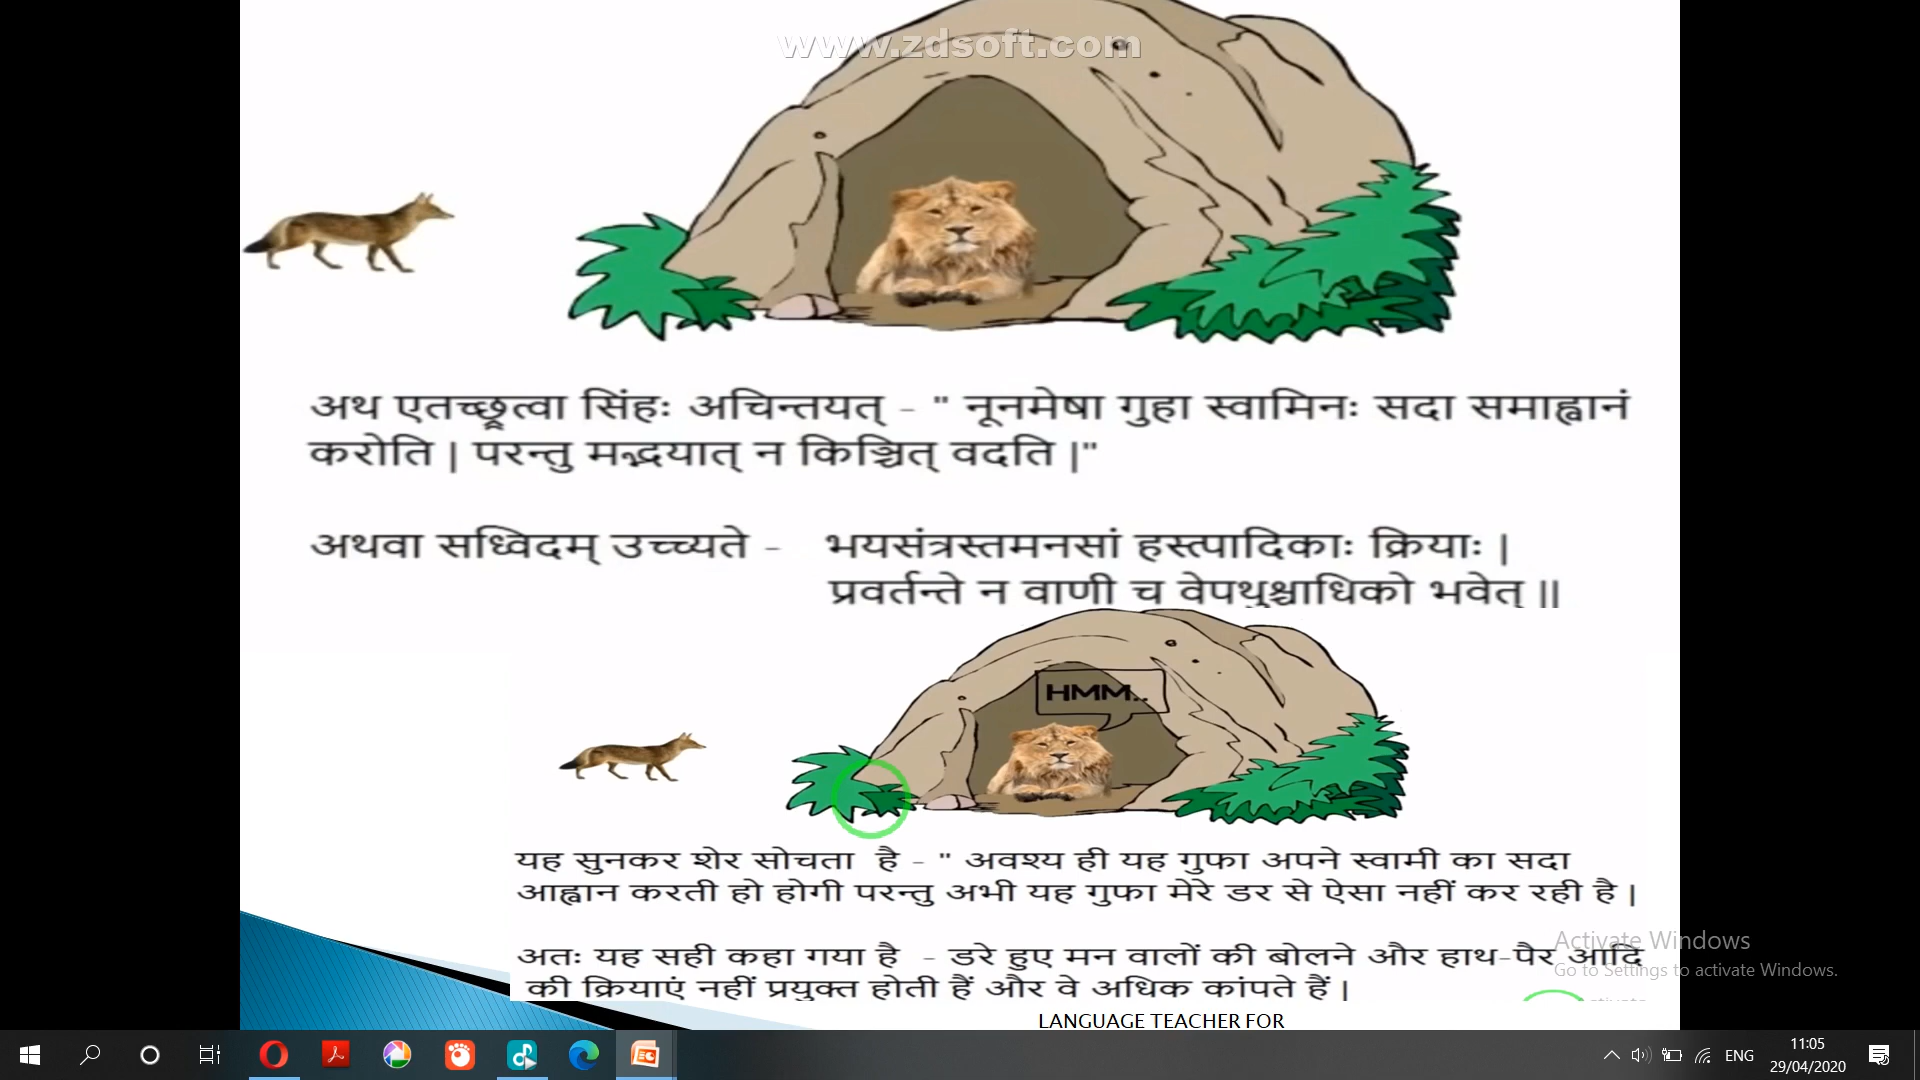 www.zdsoft.com
अथ एतच्छ्रुत्वा सिंहः अचिन्तयत् - " नूनमेषा गुहा स्वामिनः सदा समाह्वानं
करोति | परन्तु मद्भयात् न किञ्चित् वदति |"
अथवा सध्विदम् उच्च्यते - भयसंत्रस्तमनसां हस्त्पादिकाः क्रियाः |
प्रवर्तन्ते न वाणी च वेपथुश्चाधिको भवेत् ||
HMM..
यह सुनकर शेर सोचता है - " अवश्य ही यह गुफा अपने स्वामी का सदा
आह्वान करती हो होगी परन्तु अभी यह गुफा मेरे डर से ऐसा नहीं कर रही है |
अतः यह सही कहा गया है - डरे हुए मन वालों की बोलने और हाथ-पैर आदि
की क्रियाएं नहीं प्रयुक्त होती हैं और वे अधिक कांपते हैं |
Activate Windows
Go to Settings to activate Windows.
LANGUAGE TEACHER FOR
ENG
11:05
29/04/2020